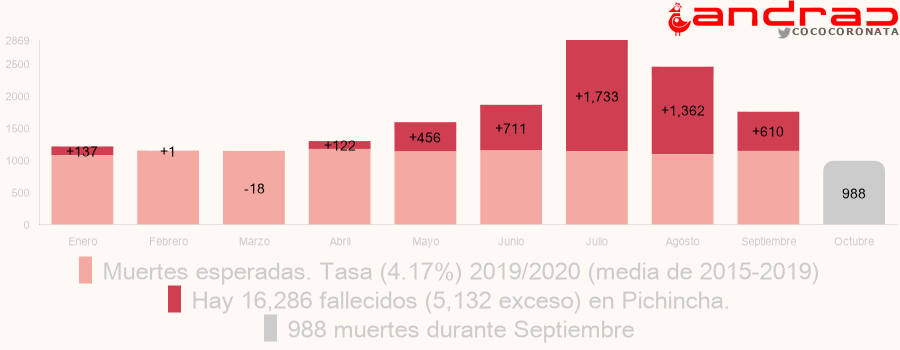 andrac
COCOCORONATA
2869
2500
2000
1500
1000
500
0
+137
+1
-18
+122
+456
+711
+1,733
+1,362
+610
988
Enero Febrero Marzo Abril Mayo Junio Julio Agosto Septiembre Octubre
Muertes esperadas. Tasa (4.17%) 2019/2020 (media de 2015-2019)
Hay 16,286 fallecidos (5,132 exceso) en Pichincha.
988 muertes durante Septiembre